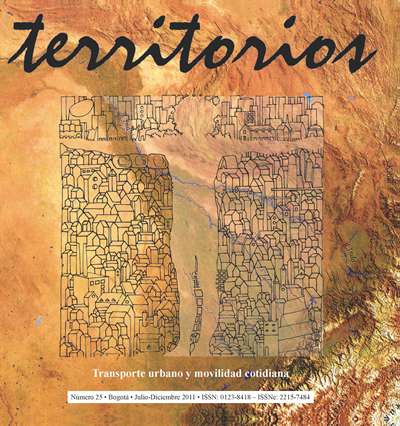 territorios
Transporte urbano y movilidad cotidiana
Número 25 • Bogotá • Julio-Diciembre 2011 • ISSN: 0123-8418 – ISSNe: 2215-7484